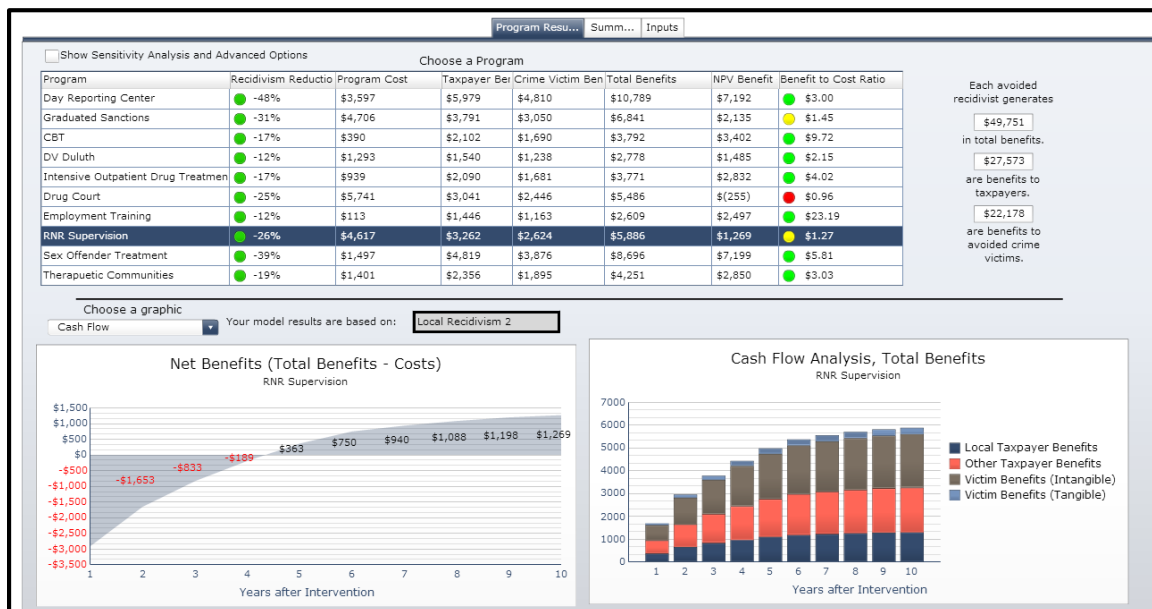 Program Resu... Summ... Inputs
Show Sensitivity Analysis and Advanced Options
Choose a Program
Program Recidivism Reductio Program Cost Taxpayer Ber Crime Victim Ben Total Benefits NPV Benefit Benefit to Cost Ratio
Day Reporting Center -48% $3,597 $5,979 $4,810 $10,789 $7,192 $3.00
Graduated Sanctions -31% $4,706 $3,791 $3,050 $6,841 $2,135 $1.45
CBT -17% $390 $2,102 $1,690 $3,792 $3,402 $9.72
DV Duluth -12% $1,293 $1,540 $1,238 $2,778 $1,485 $2.15
Intensive Outpatient Drug Treatmen -17% $939 $2,090 $1,681 $3,771 $2,832 $4.02
Drug Court -25% $5,741 $3,041 $2,446 $5,486 $(255) $0.96
Employment Training -12% $113 $1,446 $1,163 $2,609 $2,497 $23.19
RNR Supervision -26% $4,617 $3,262 $2,624 $5,886 $1,269 $1.27
Sex Offender Treatment -39% $1,497 $4,819 $3,876 $8,696 $7,199 $5.81
Therapuetic Communities -19% $1,401 $2,356 $1,895 $4,251 $2,850 $3.03
Each avoided
recidivist generates
$49,751
in total benefits.
$27,573
are benefits to
taxpayers.
$22,178
are benefits to
avoided crime
victims.
Choose a graphic
Cash Flow
Your model results are based on:
Local Recidivism 2
Net Benefits (Total Benefits - Costs)
RNR Supervision
$1,500
$1,000
$500
$0
-$500
-$1,000
-$1,500
-$2,000
-$2,500
-$3,000
-$3,500
-$1,653 -$833 -$189 $363 $750 $940 $1,088 $1,198 $1,269
1 2 3 4 5 6 7 8 9 10
Years after Intervention
Cash Flow Analysis, Total Benefits
RNR Supervision
7000
6000
5000
4000
3000
2000
1000
0
1 2 3 4 5 6 7 8 9 10
Years after Intervention
Local Taxpayer Benefits
Other Taxpayer Benefits
Victim Benefits (Intangible)
Victim Benefits (Tangible)